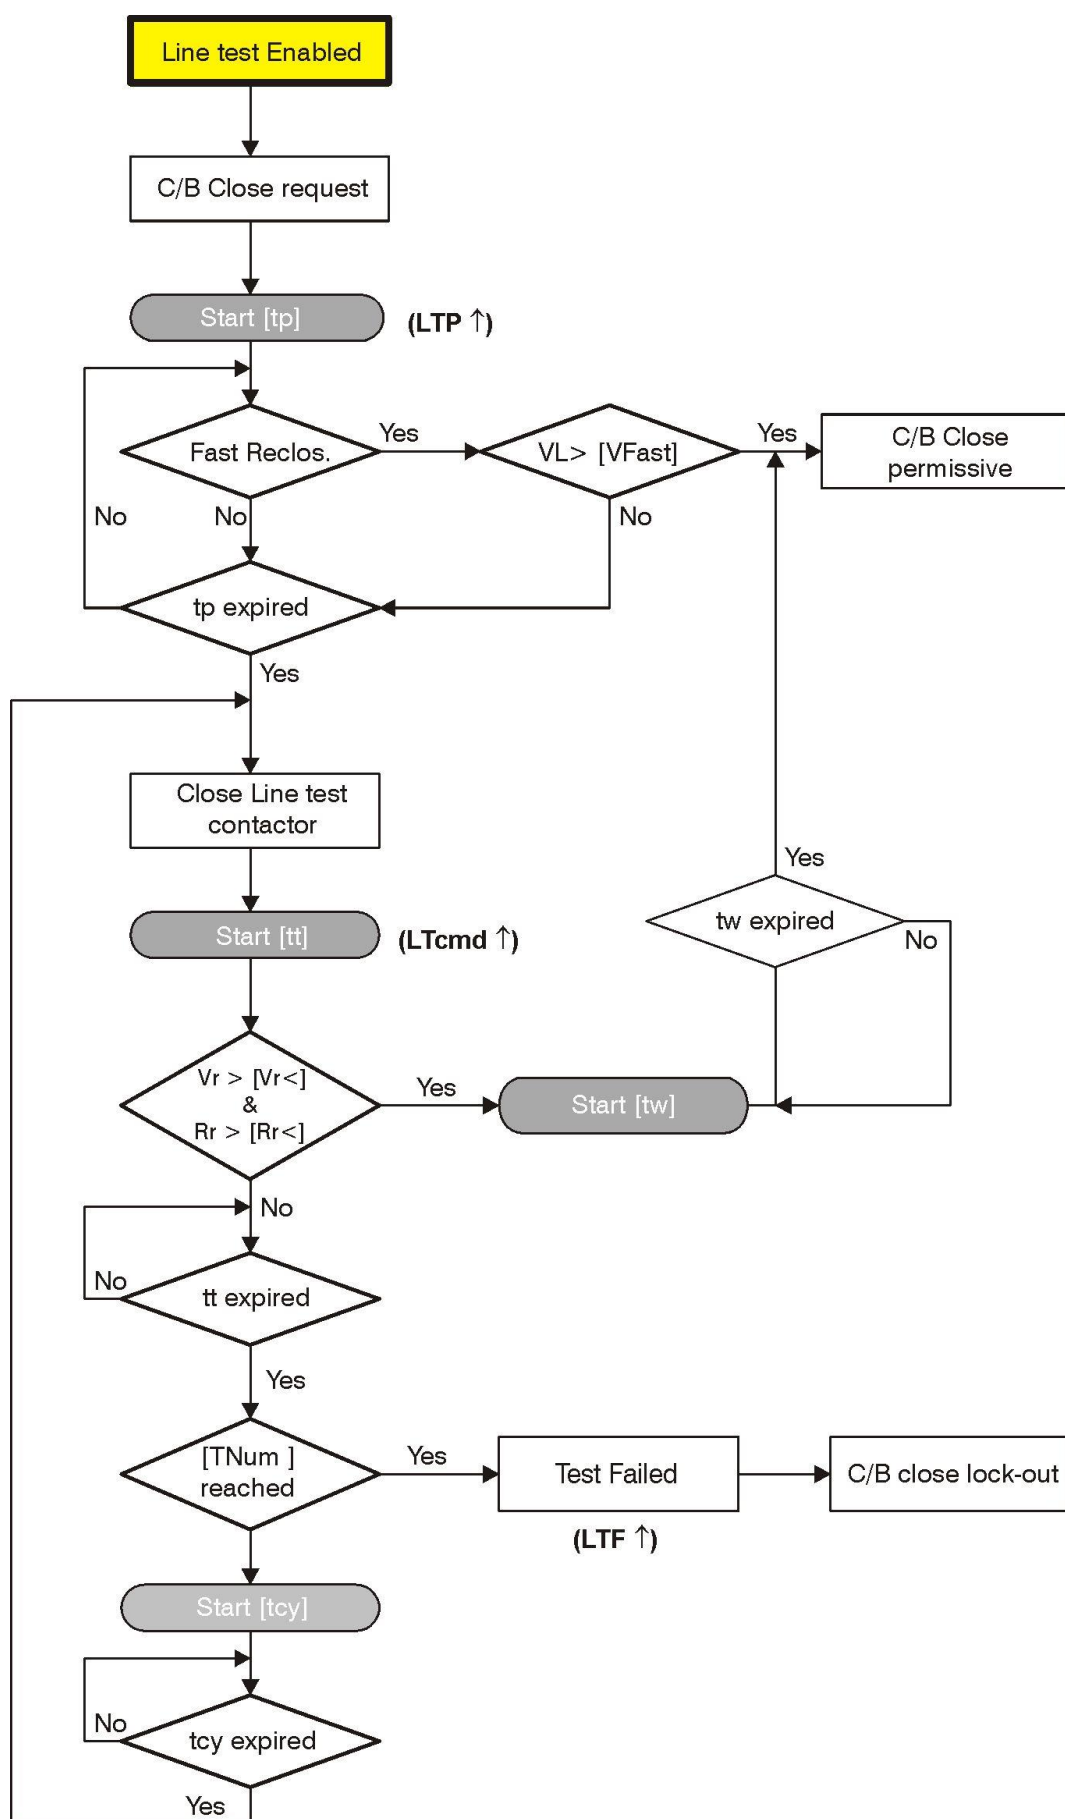 Line test Enabled
C/B Close request
Start [tp]
(LTP ↑)
Fast Reclos.
Yes
VL> [VFast]
Yes
C/B Close
permissive
No
No
No
tp expired
Yes
Close Line test
contactor
Yes
tw expired
No
Start [tt]
(LTcmd ↑)
Vr > [Vr<]
&
Rr > [Rr<]
Yes
Start [tw]
No
No
tt expired
Yes
[TNum ]
reached
Yes
Test Failed
C/B close lock-out
(LTF ↑)
Start [tcy]
No
tcy expired
Yes